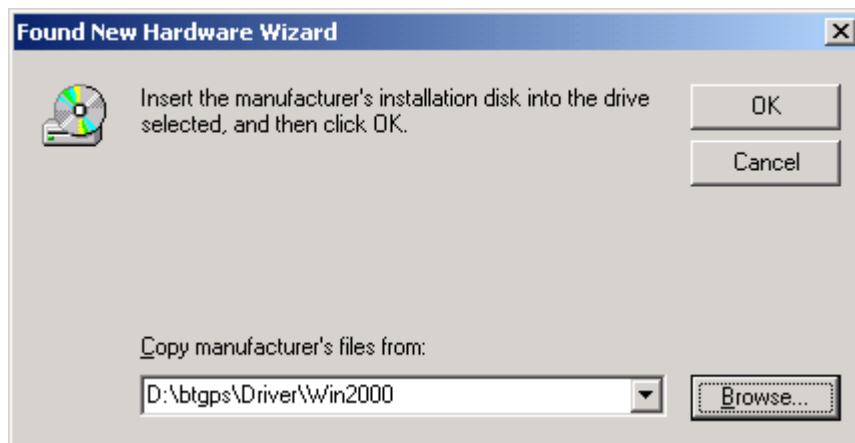 Found New Hardware Wizard
Insert the manufacturer's installation disk into the drive
selected, and then click OK.
OK
Cancel
Copy manufacturer's files from:
D:\btgps\Driver\Win2000
Browse...